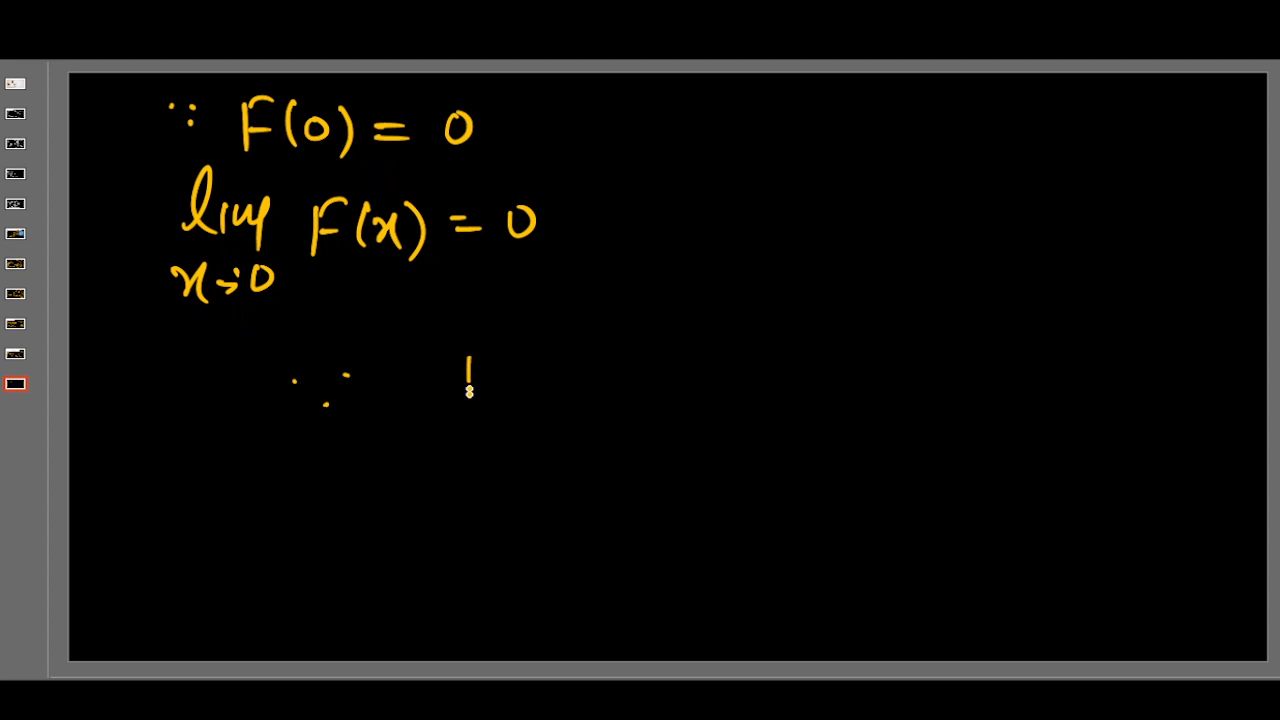 ∵ F(0) = 0
lim F(x) = 0
x→0
∵